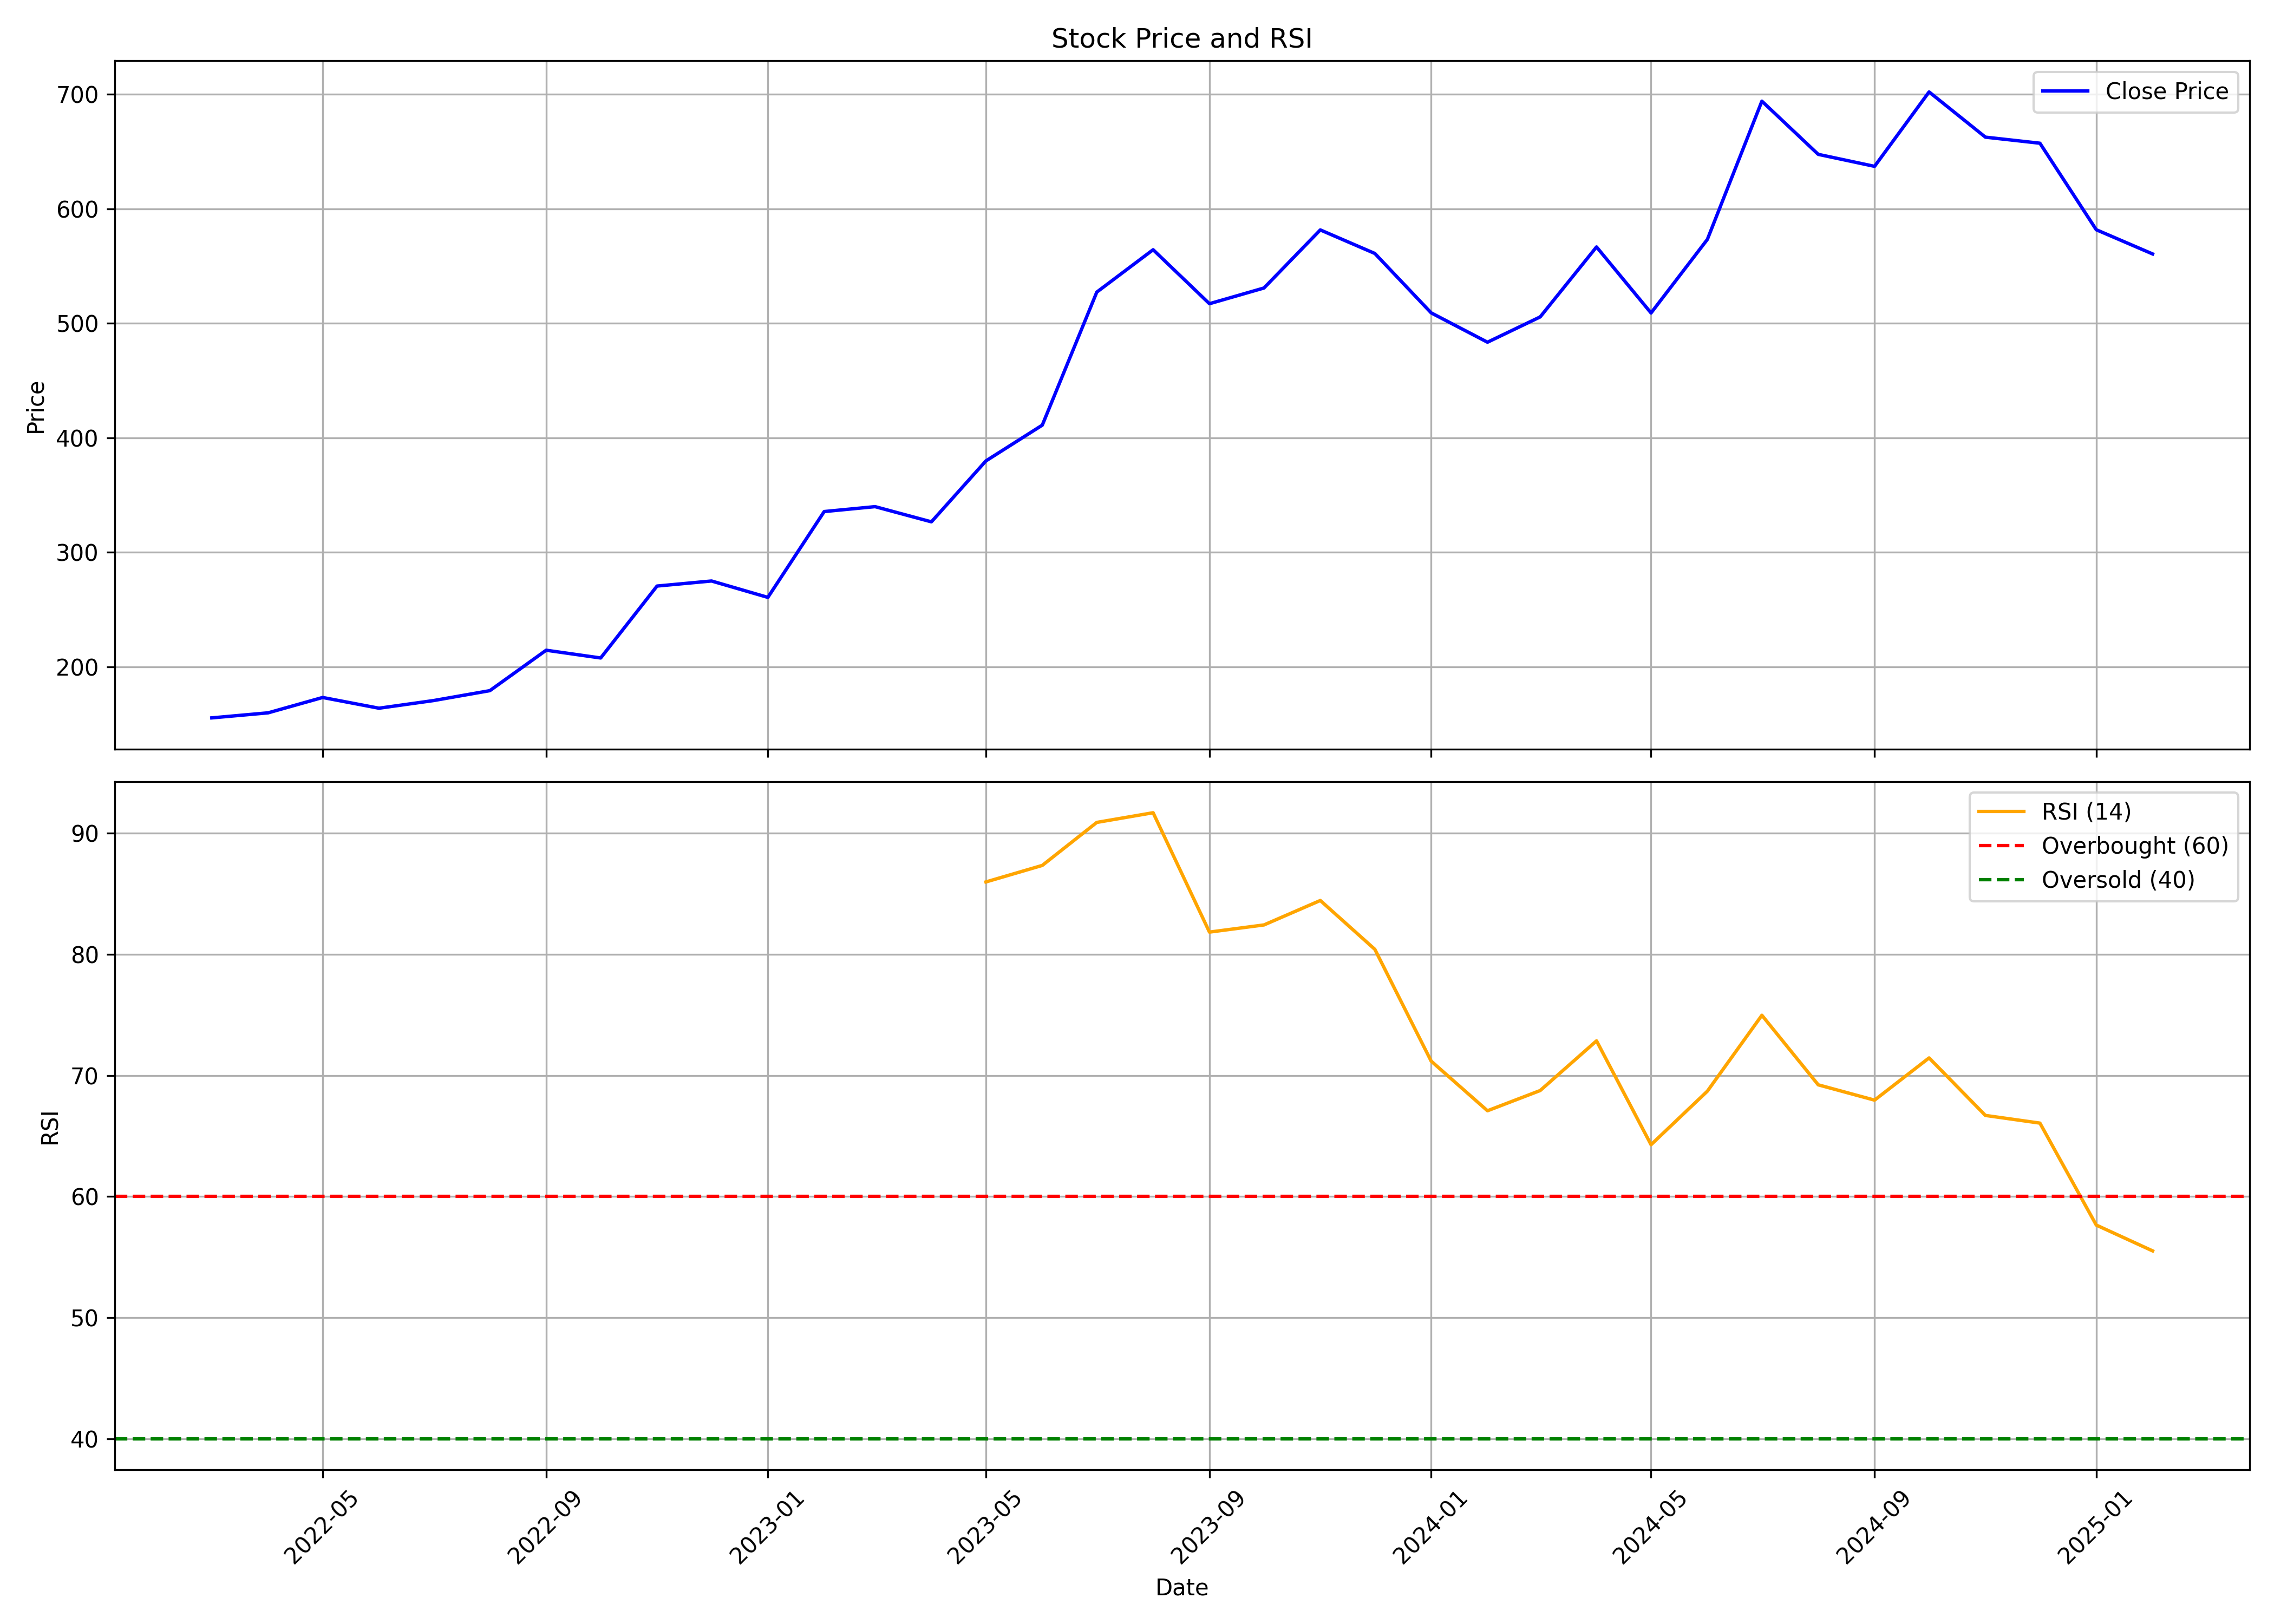 Stock Price and RSI
Close Price
700
600
500
400
300
200
Price
RSI (14)
Overbought (60)
Oversold (40)
90
80
70
60
50
40
RSI
2022-05
2022-09
2023-01
2023-05
2023-09
2024-01
2024-05
2024-09
2025-01
Date